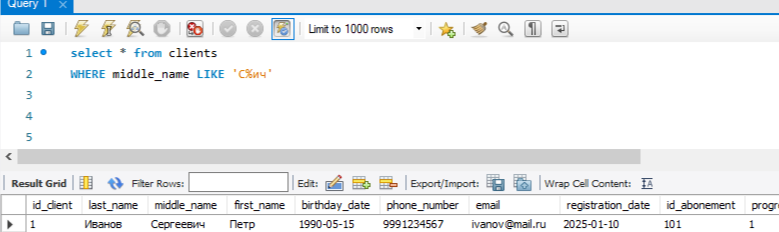 Query 1
Limit to 1000 rows
1 select * from clients
2 WHERE middle_name LIKE 'С%ич'
3
4
5
Result Grid Filter Rows: Edit: Export/Import: Wrap Cell Content: IA
id_client last_name middle_name first_name birthday_date phone_number email registration_date id_abonement progre
1 Иванов Сергеевич Петр 1990-05-15 9991234567 ivanov@mail.ru 2025-01-10 101 1